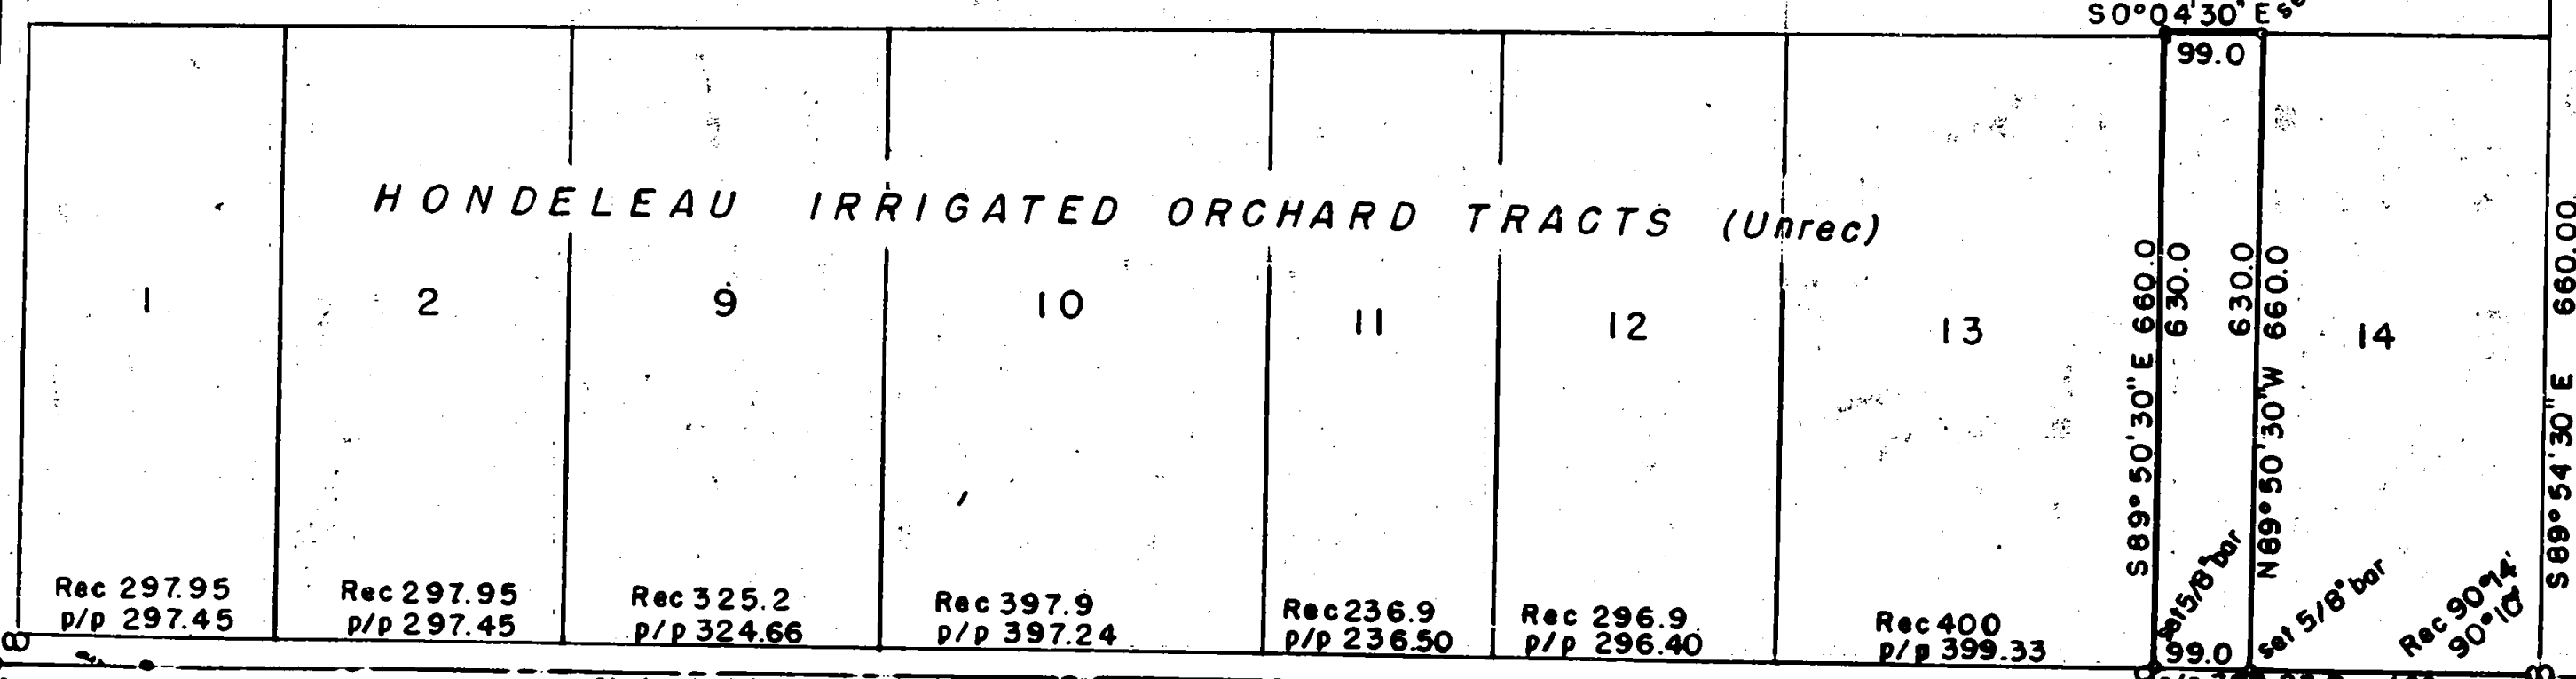 S0°04'30"E
99.0
HONDELEAU IRRIGATED ORCHARD TRACTS (Unrec)
1
2
9
10
11
12
13
14
S89°50'30"E 660.0
630.0
630.0
N89°50'30"W 660.0
S89°54'30"E 660.00
Rec 297.95
p/p 297.45
Rec 297.95
p/p 297.45
Rec 325.2
p/p 324.66
Rec 397.9
p/p 397.24
Rec 236.9
p/p 236.50
Rec 296.9
p/p 296.40
Rec 400
p/p 399.33
set 5/8" bar
99.0
set 5/8" bar
Rec 90°14'